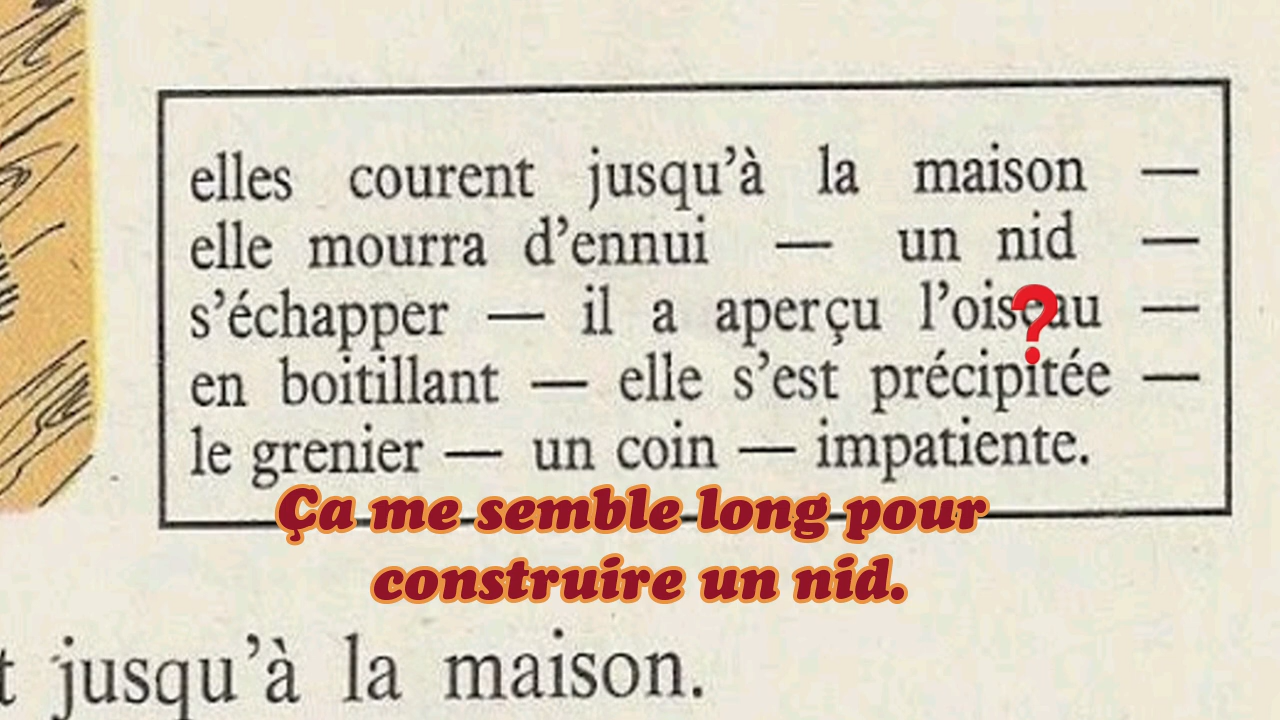 elles courent jusqu'à la maison —
elle mourra d'ennui — un nid —
s'échapper — il a aperçu l'oiseau —
en boitillant — elle s'est précipitée —
le grenier — un coin — impatiente.
Ça me semble long pour
construire un nid.
t jusqu'à la maison.